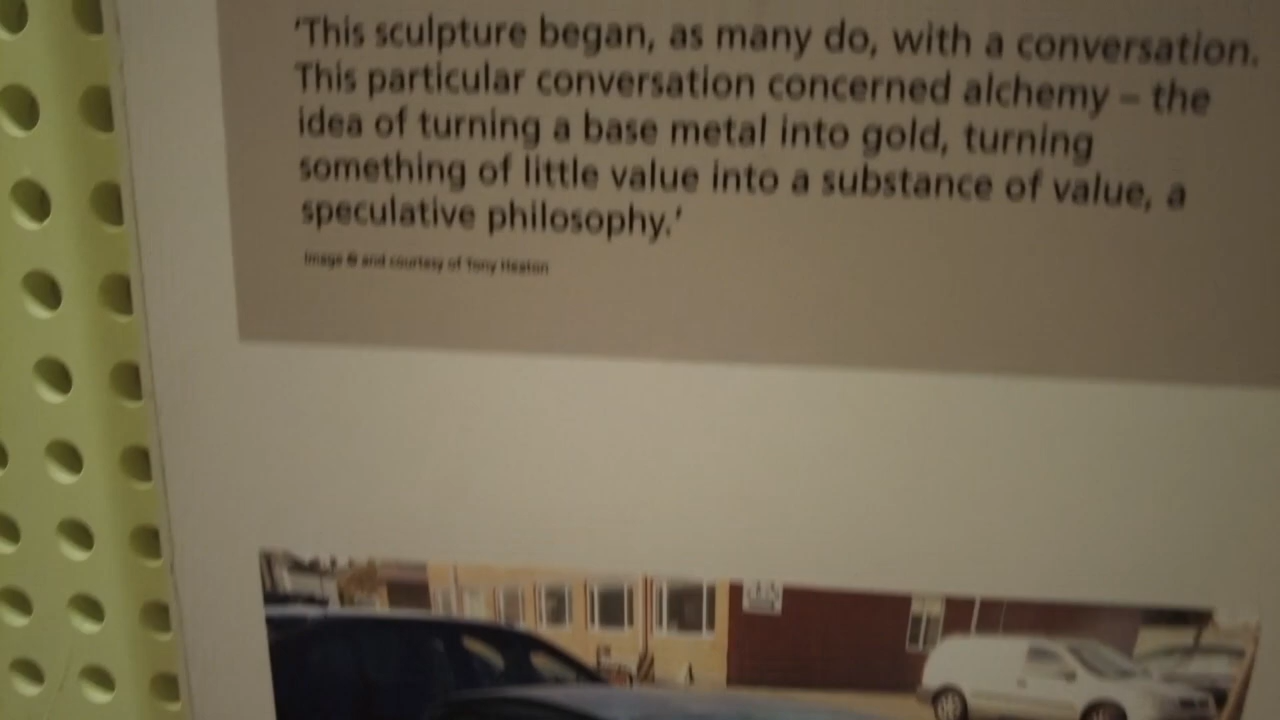 'This sculpture began, as many do, with a conversation.
This particular conversation concerned alchemy – the
idea of turning a base metal into gold, turning
something of little value into a substance of value, a
speculative philosophy.'
Image © and courtesy of Tony Heaton